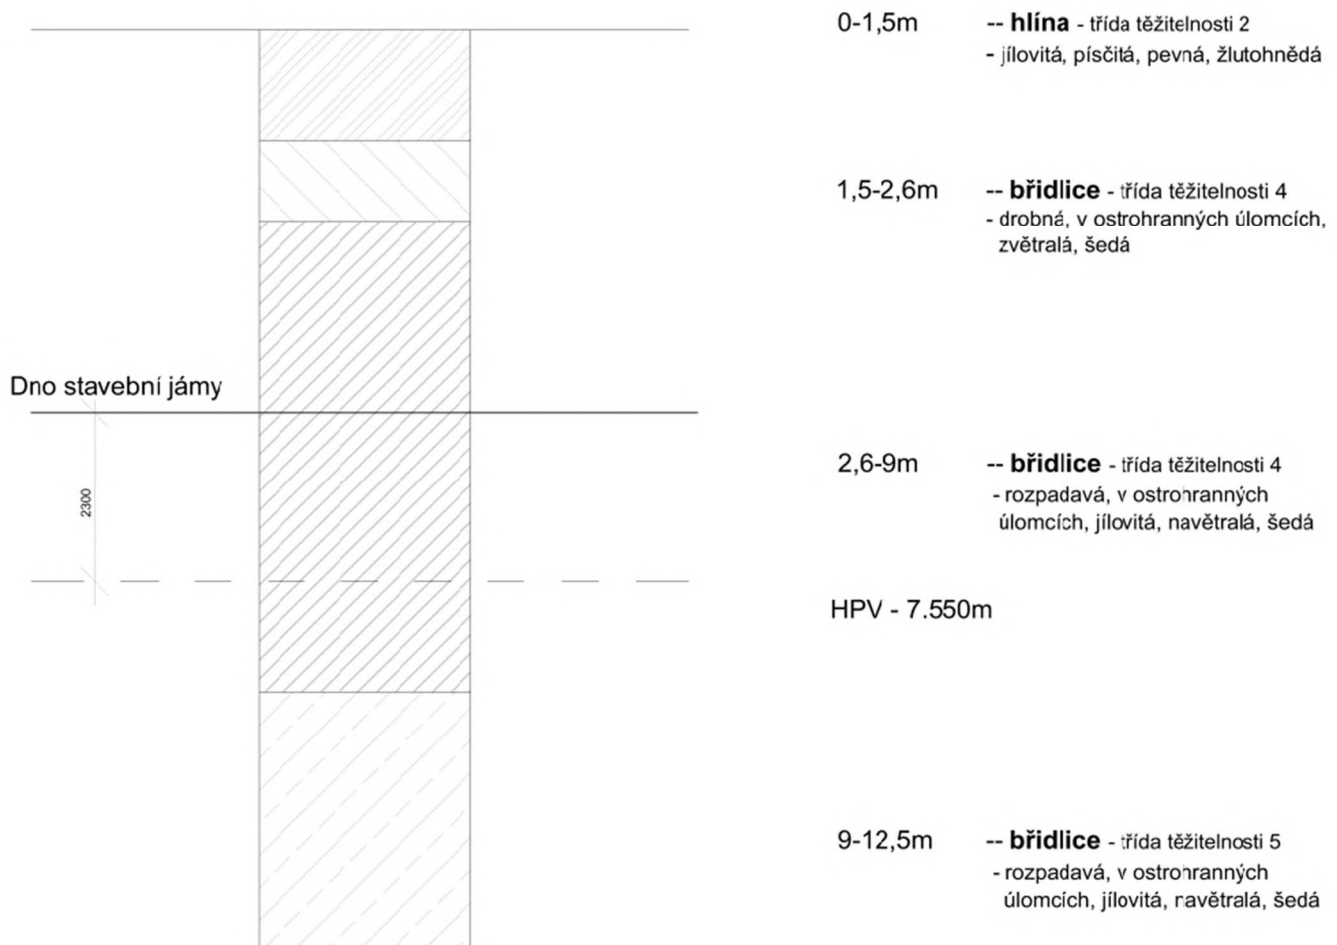 0-1,5m -- hlína - třída těžitelnosti 2
- jílovitá, písčitá, pevná, žlutohnědá
1,5-2,6m -- břidlice - třída těžitelnosti 4
- drobná, v ostrohranných úlomcích,
zvětralá, šedá
Dno stavební jámy
2300
2,6-9m -- břidlice - třída těžitelnosti 4
- rozpadavá, v ostrohranných
úlomcích, jílovitá, navětralá, šedá
HPV - 7.550m
9-12,5m -- břidlice - třída těžitelnosti 5
- rozpadavá, v ostrohranných
úlomcích, jílovitá, navětralá, šedá